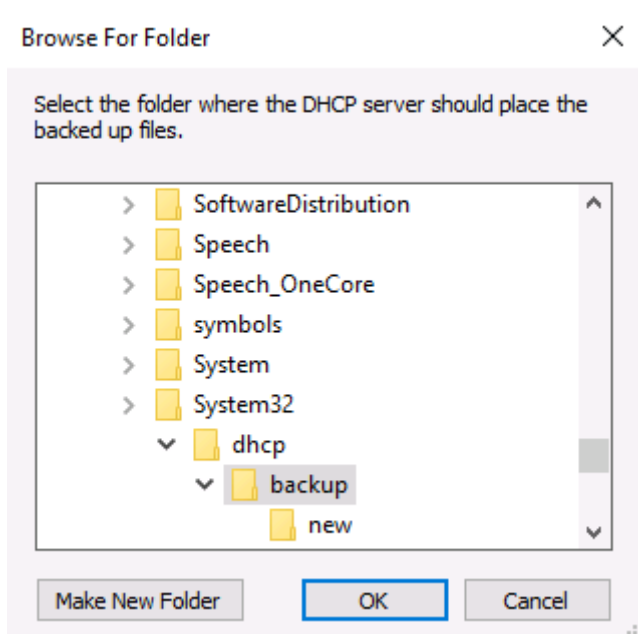 Browse For Folder
Select the folder where the DHCP server should place the
backed up files.
SoftwareDistribution
Speech
Speech_OneCore
symbols
System
System32
dhcp
backup
new
Make New Folder
OK
Cancel